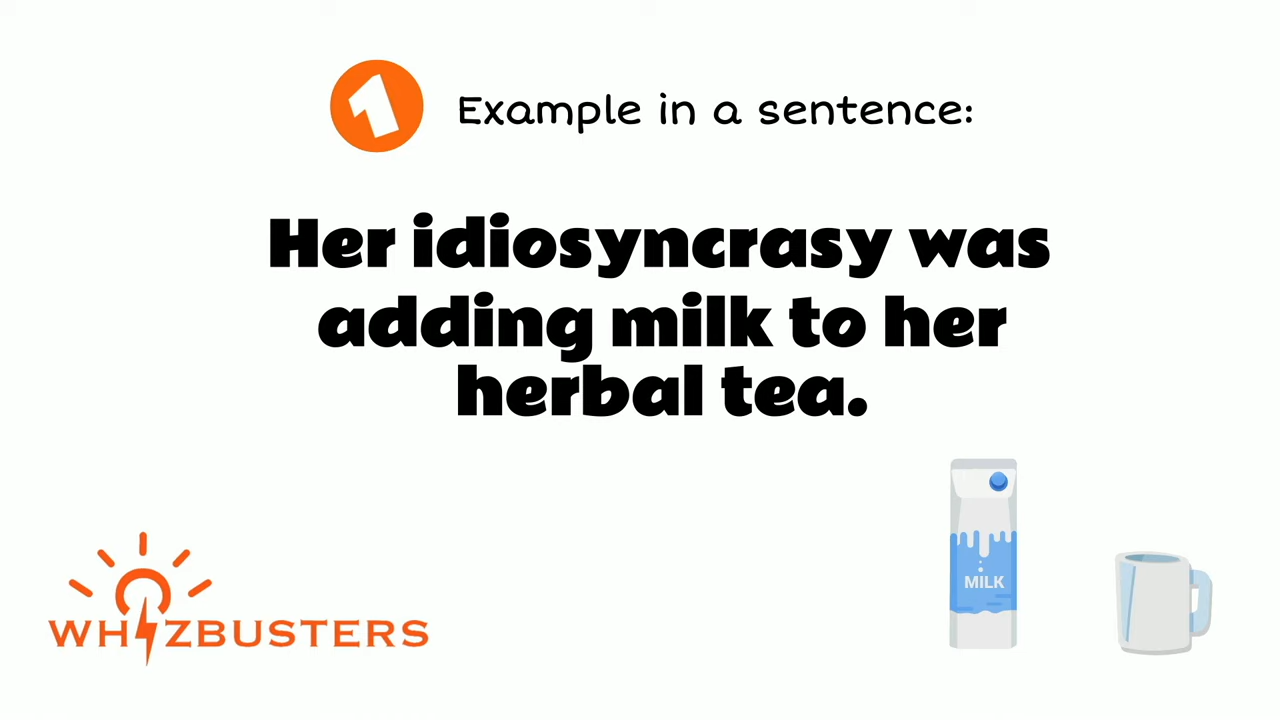 1 Example in a sentence:
Her idiosyncrasy was
adding milk to her
herbal tea.
MILK
WHIZBUSTERS